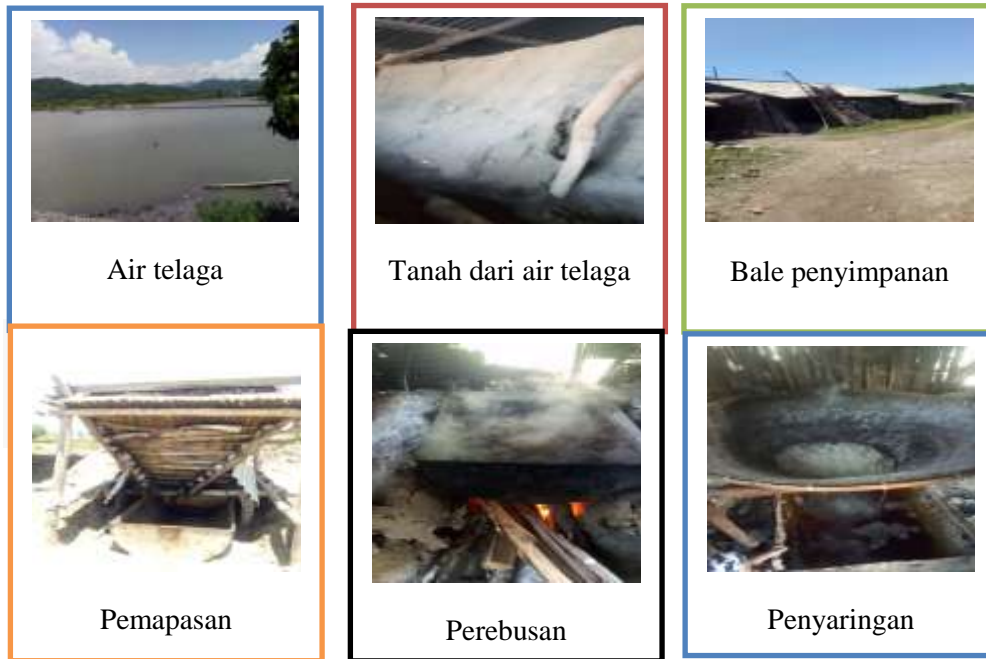 Air telaga
Tanah dari air telaga
Bale penyimpanan
Pemapasan
Perebusan
Penyaringan